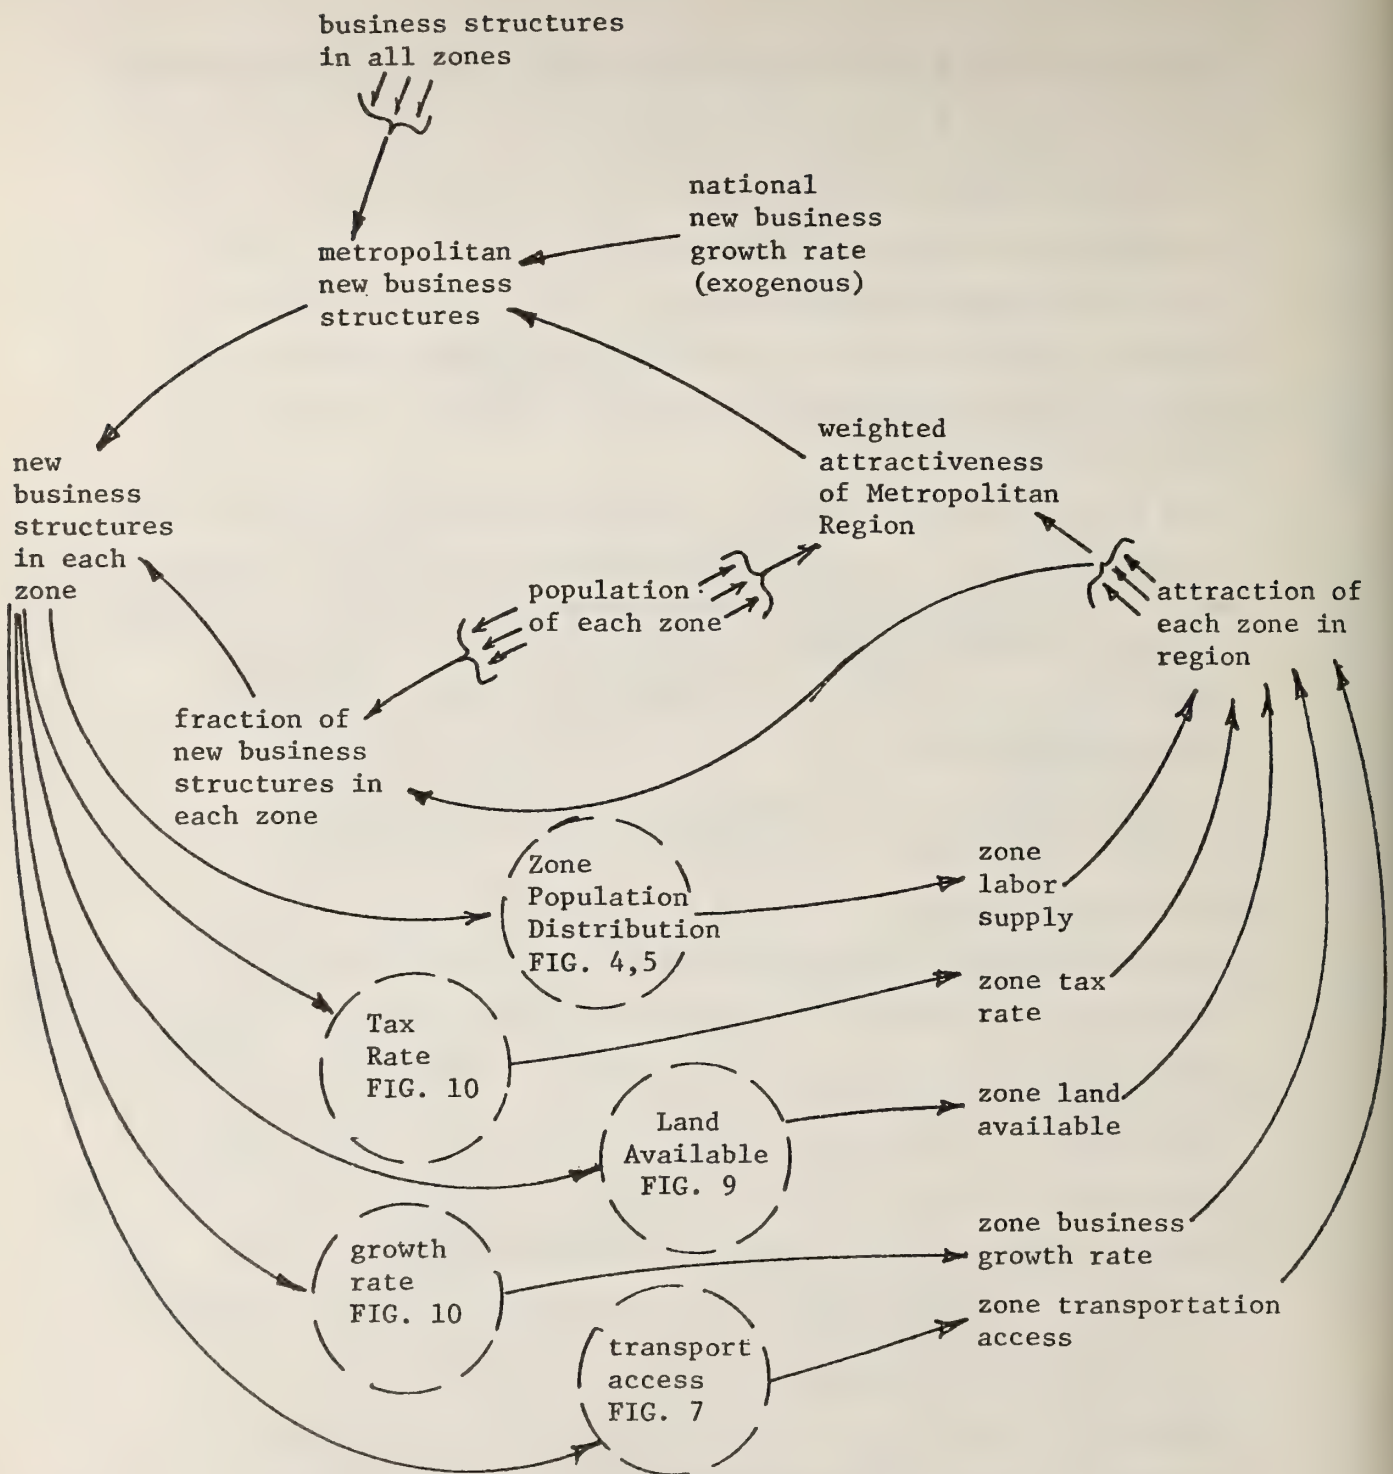 business structures
in all zones
national
new business
growth rate
(exogenous)
metropolitan
new business
structures
weighted
attractiveness
of Metropolitan
Region
new
business
structures
in each
zone
population
of each zone
attraction of
each zone in
region
fraction of
new business
structures in
each zone
Zone
Population
Distribution
FIG. 4,5
zone
labor
supply
Tax
Rate
FIG. 10
zone tax
rate
Land
Available
FIG. 9
zone land
available
growth
rate
FIG. 10
zone business
growth rate
transport
access
FIG. 7
zone transportation
access